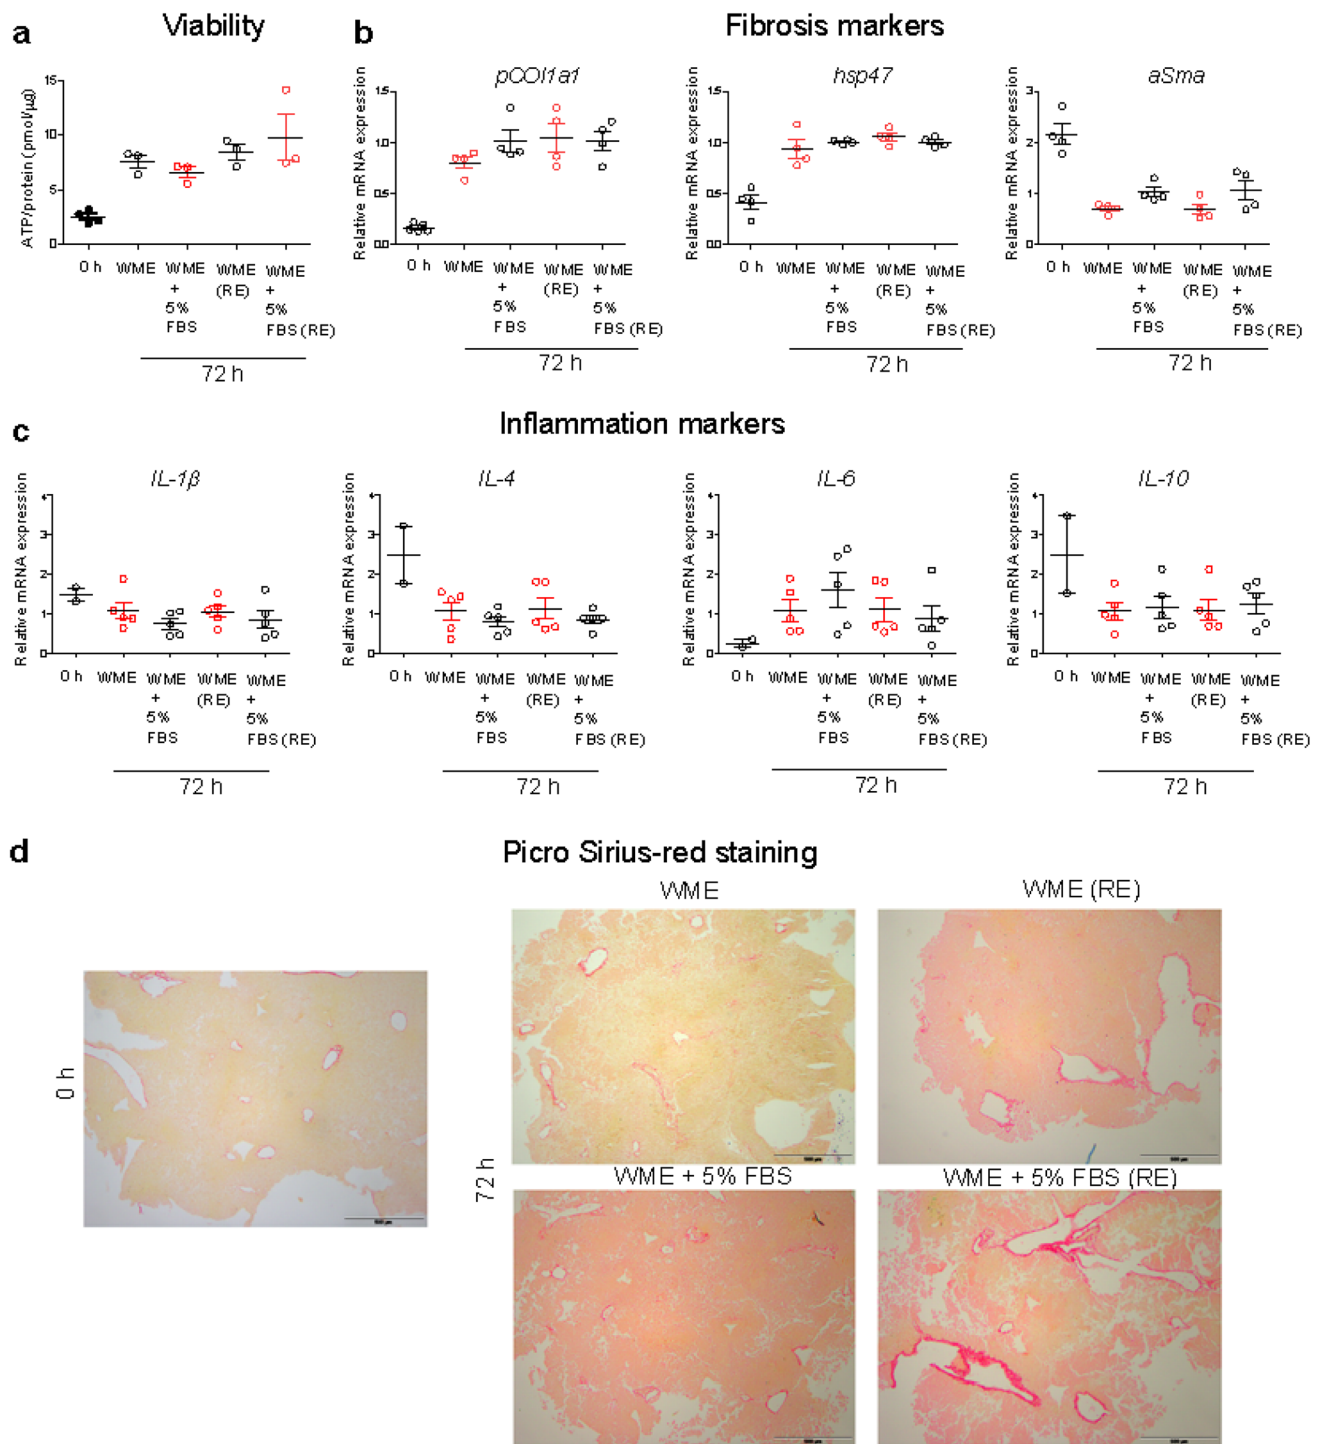 a
Viability
ATP/protein (pmol/µg)
15
10
5
0
0 h
WME
WME
+
5%
FBS
WME
(RE)
WME
+
5%
FBS (RE)
72 h
b
Fibrosis markers
pCOl1a1
Relative mRNA expression
1.5
1.0
0.5
0.0
0 h
WME
WME
+
5%
FBS
WME
(RE)
WME
+
5%
FBS (RE)
72 h
hsp47
Relative mRNA expression
1.5
1.0
0.5
0.0
0 h
WME
WME
+
5%
FBS
WME
(RE)
WME
+
5%
FBS (RE)
72 h
aSma
Relative mRNA expression
3
2
1
0
0 h
WME
WME
+
5%
FBS
WME
(RE)
WME
+
5%
FBS (RE)
72 h
c
Inflammation markers
IL-1β
Relative mRNA expression
4
3
2
1
0
0 h
WME
WME
+
5%
FBS
WME
(RE)
WME
+
5%
FBS (RE)
72 h
IL-4
Relative mRNA expression
4
3
2
1
0
0 h
WME
WME
+
5%
FBS
WME
(RE)
WME
+
5%
FBS (RE)
72 h
IL-6
Relative mRNA expression
4
3
2
1
0
0 h
WME
WME
+
5%
FBS
WME
(RE)
WME
+
5%
FBS (RE)
72 h
IL-10
Relative mRNA expression
4
3
2
1
0
0 h
WME
WME
+
5%
FBS
WME
(RE)
WME
+
5%
FBS (RE)
72 h
d
Picro Sirius-red staining
0 h
72 h
WME
WME (RE)
WME + 5% FBS
WME + 5% FBS (RE)